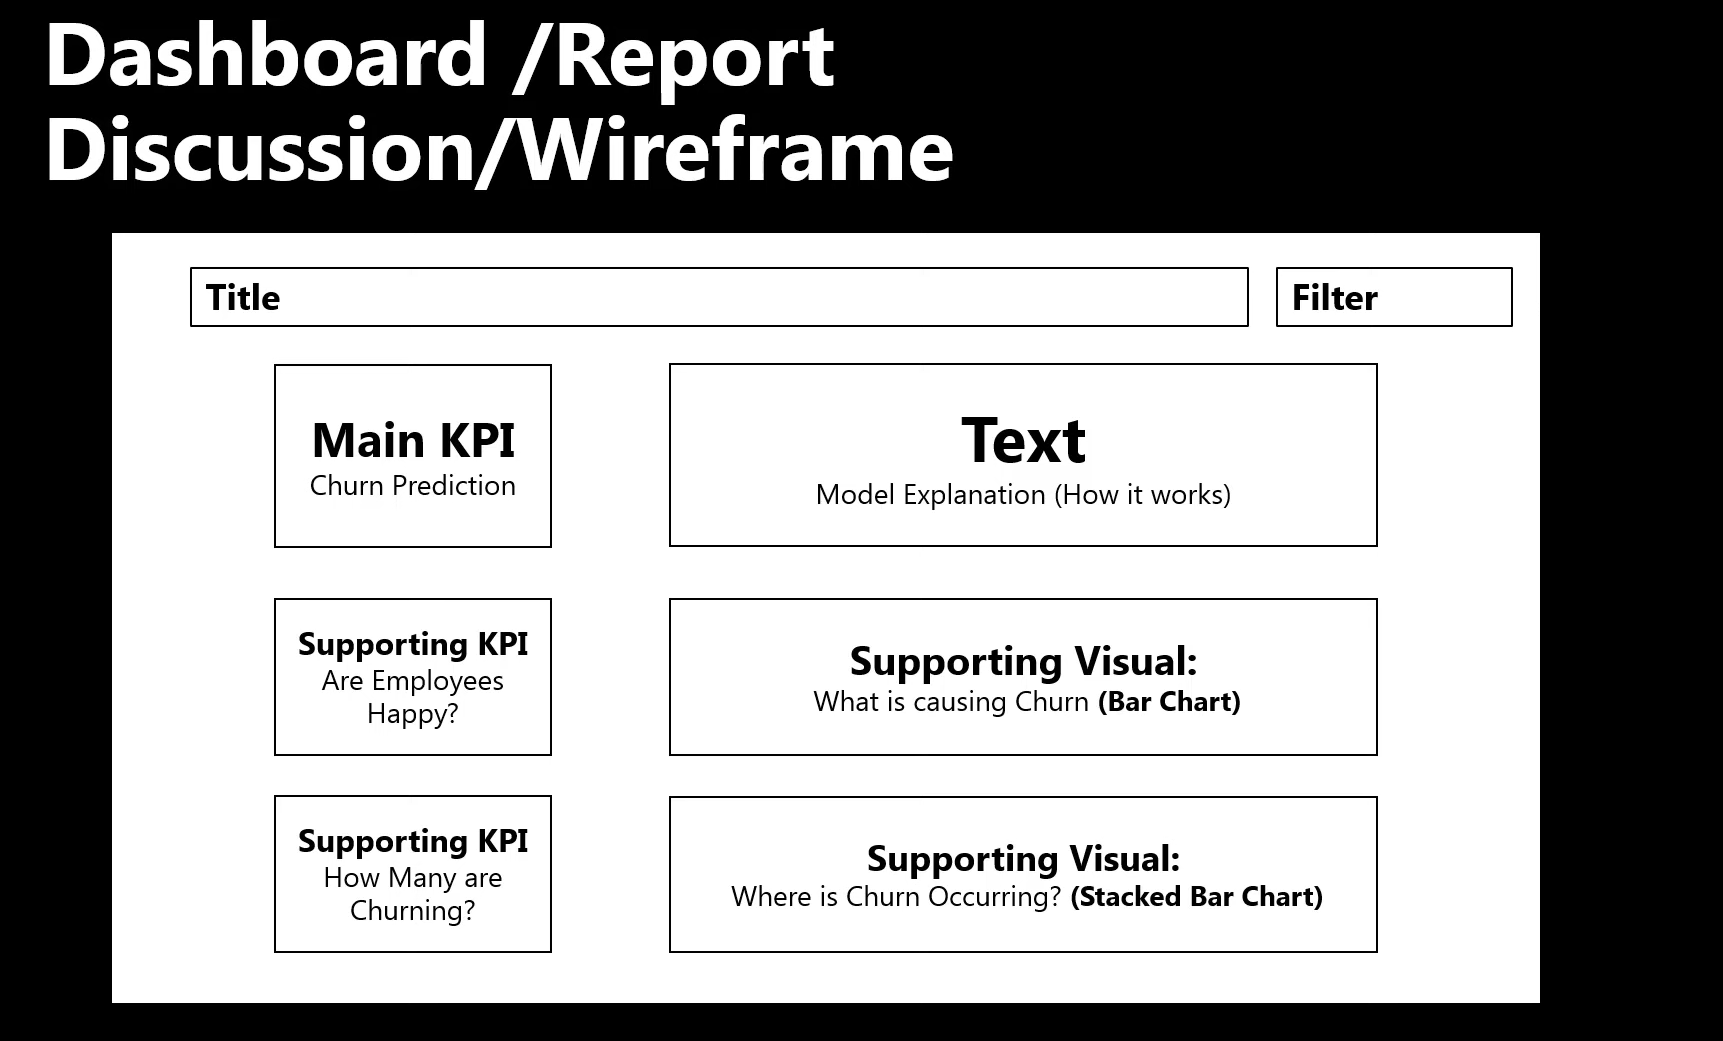 Dashboard /Report
Discussion/Wireframe
Title
Filter
Main KPI
Churn Prediction
Text
Model Explanation (How it works)
Supporting KPI
Are Employees
Happy?
Supporting Visual:
What is causing Churn (Bar Chart)
Supporting KPI
How Many are
Churning?
Supporting Visual:
Where is Churn Occurring? (Stacked Bar Chart)